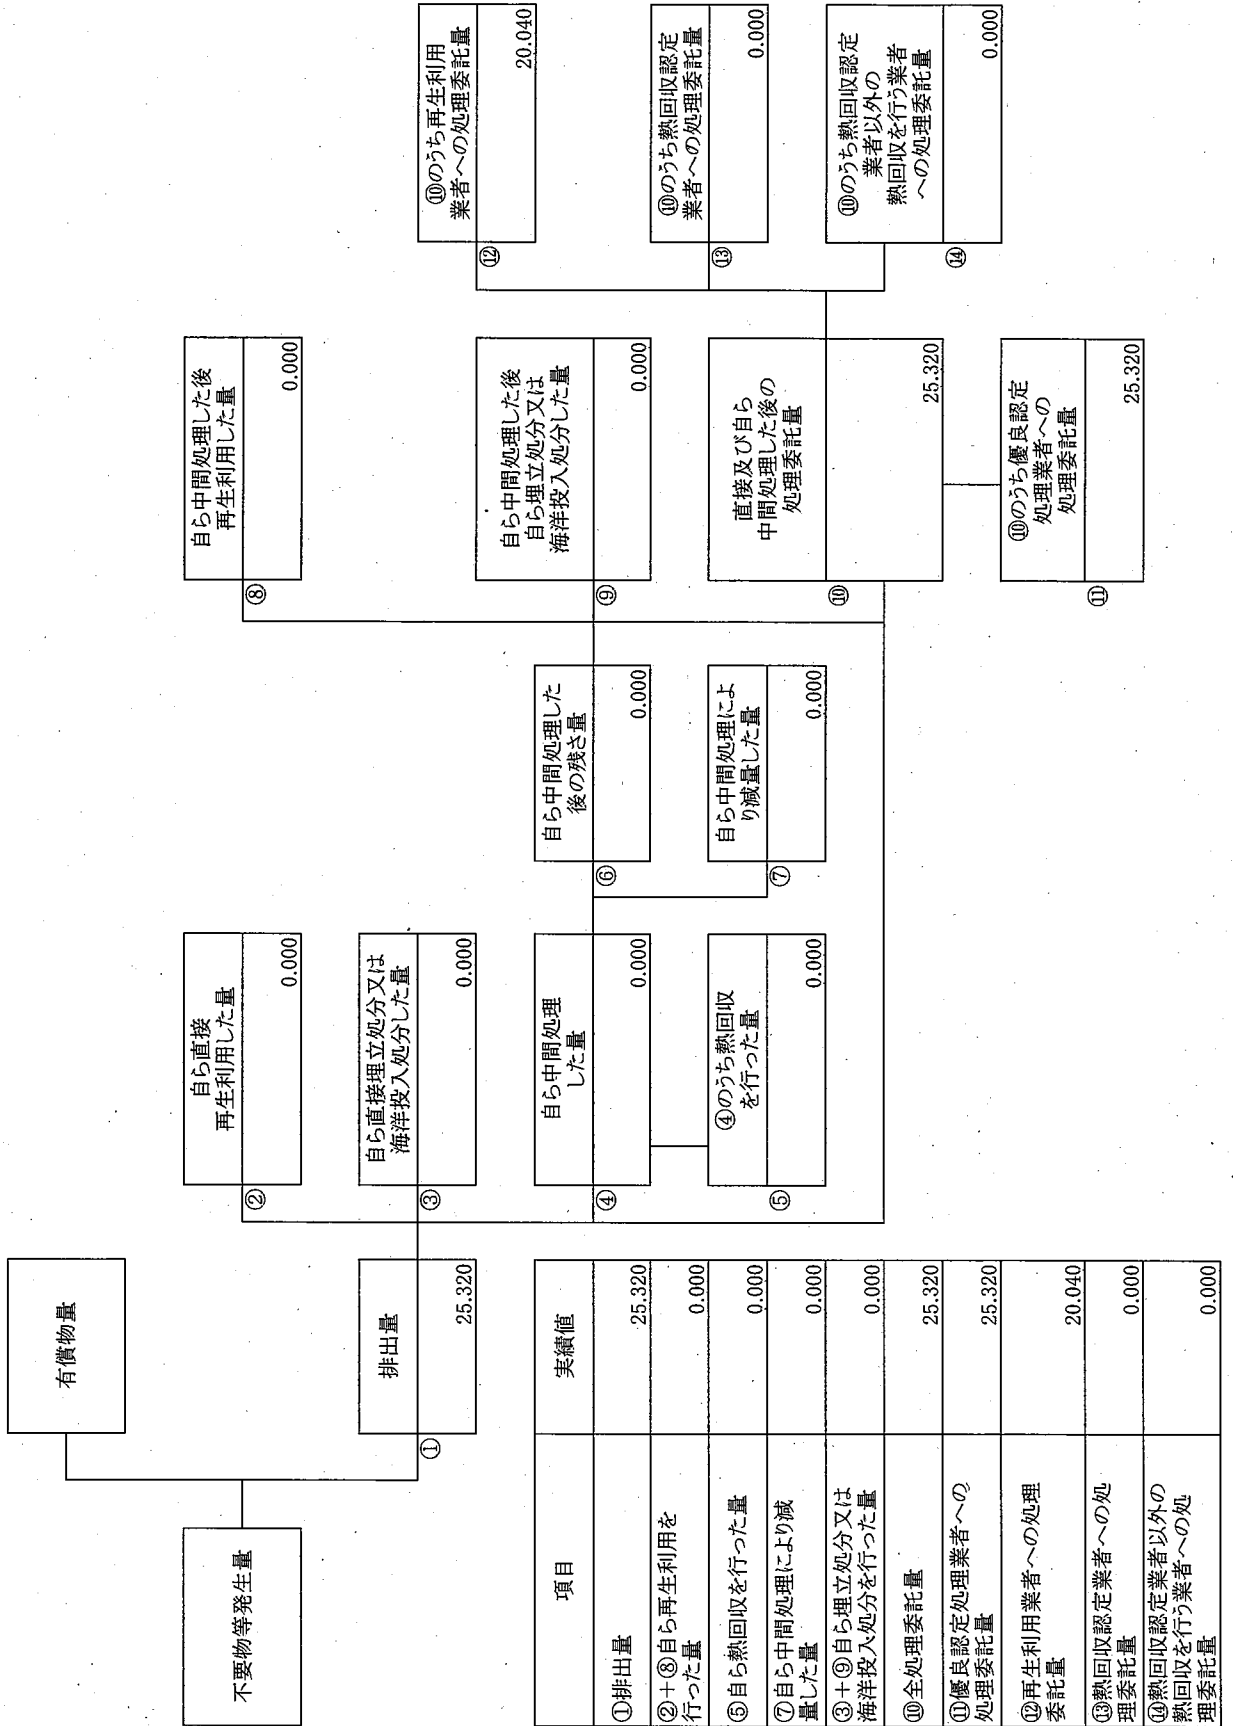 不要物等発生量
有償物量
排出量
①
25.320
自ら直接
再生利用した量
②
0.000
自ら直接埋立処分又は
海洋投入処分した量
③
0.000
自ら中間処理
した量
④
0.000
④のうち熱回収
を行った量
⑤
0.000
自ら中間処理した
後の残さ量
⑥
0.000
自ら中間処理によ
り減量した量
⑦
0.000
自ら中間処理した後
再生利用した量
⑧
0.000
自ら中間処理した後
自ら埋立処分又は
海洋投入処分した量
⑨
0.000
直接及び自ら
中間処理した後の
処理委託量
⑩
25.320
⑩のうち優良認定
処理業者への
処理委託量
⑪
25.320
⑩のうち再生利用
業者への処理委託量
⑫
20.040
⑩のうち熱回収認定
業者への処理委託量
⑬
0.000
⑩のうち熱回収認定
業者以外の
熱回収を行う業者
への処理委託量
⑭
0.000
項目 実績値
①排出量 25.320
②+⑧自ら再生利用を
行った量 0.000
⑤自ら熱回収を行った量 0.000
⑦自ら中間処理により減
量した量 0.000
③+⑨自ら埋立処分又は
海洋投入処分を行った量 0.000
⑩全処理委託量 25.320
⑪優良認定処理業者への
処理委託量 25.320
⑫再生利用業者への処理
委託量 20.040
⑬熱回収認定業者への処
理委託量 0.000
⑭熱回収認定業者以外の
熱回収を行う業者への処
理委託量 0.000